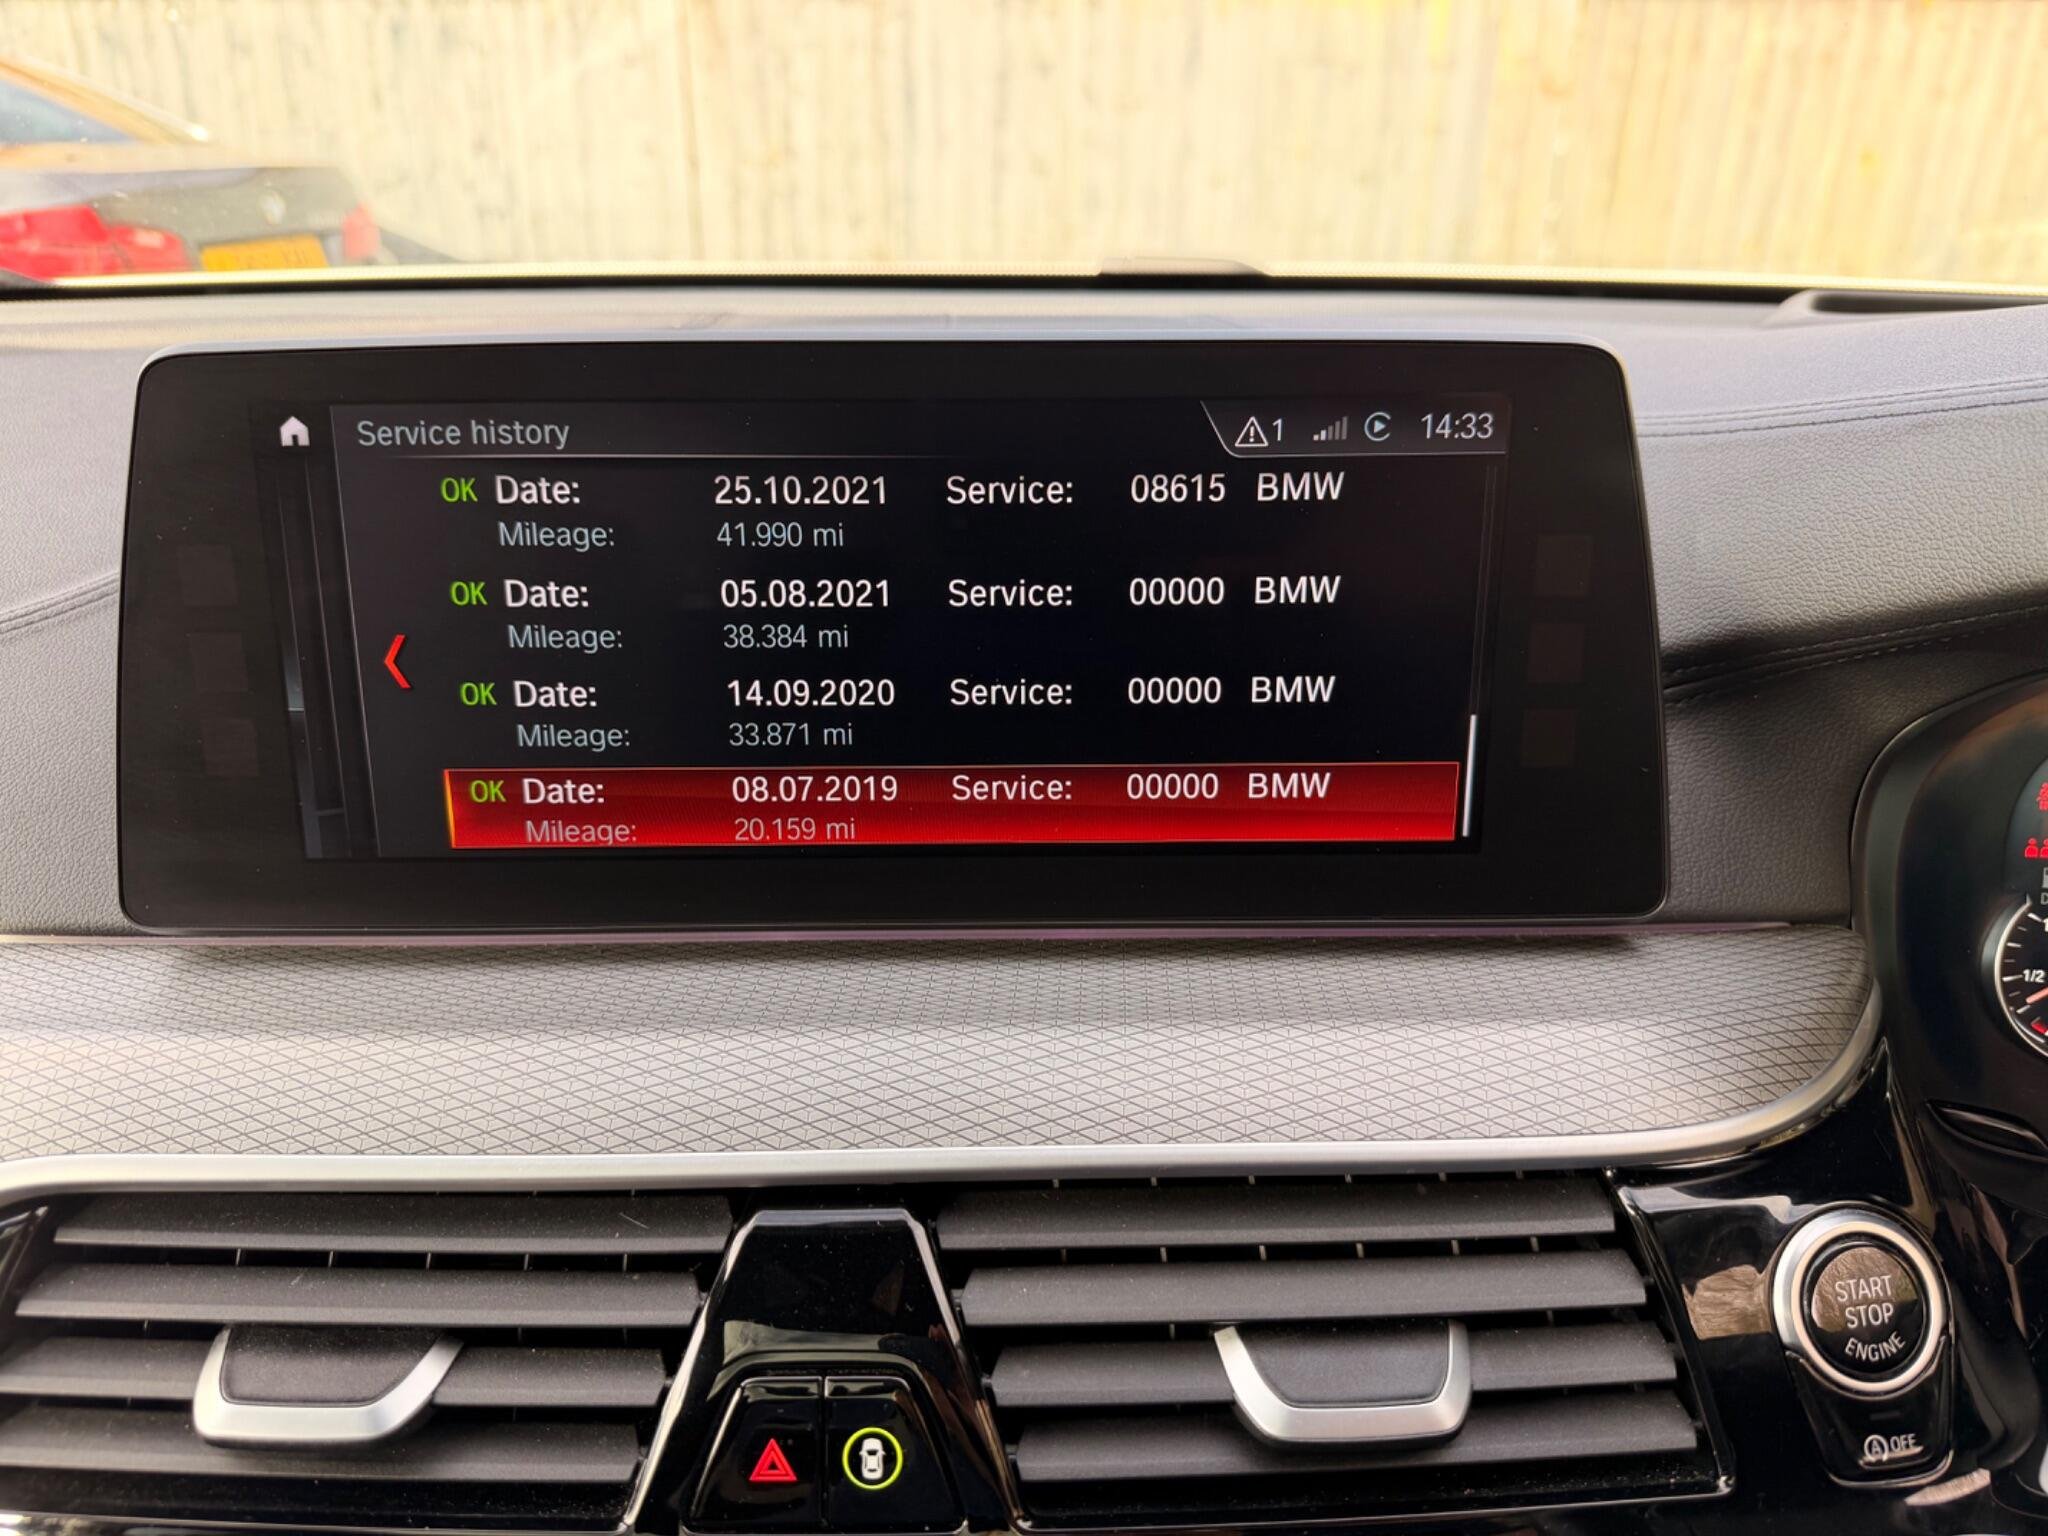 Service history 1 14:33
OK Date: 25.10.2021 Service: 08615 BMW
Mileage: 41.990 mi
OK Date: 05.08.2021 Service: 00000 BMW
Mileage: 38.384 mi
OK Date: 14.09.2020 Service: 00000 BMW
Mileage: 33.871 mi
OK Date: 08.07.2019 Service: 00000 BMW
Mileage: 20.159 mi
1/2
START
STOP
ENGINE
A OFF